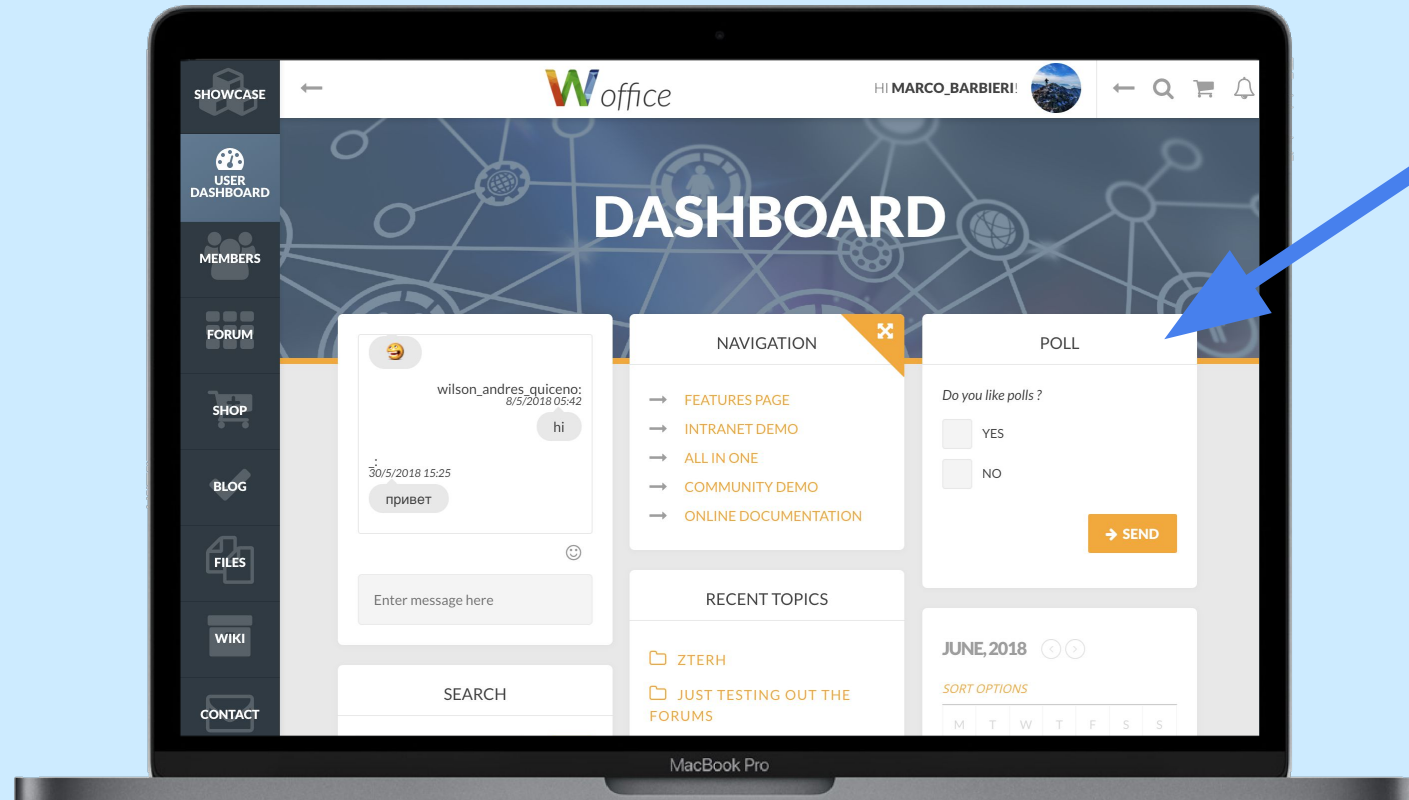 SHOWCASE
USER
DASHBOARD
MEMBERS
FORUM
SHOP
BLOG
FILES
WIKI
CONTACT
W office
HI MARCO_BARBIERI!
DASHBOARD
wilson_andres_quiceno:
8/5/2018 05:42
hi
_:
30/5/2018 15:25
привет
Enter message here
SEARCH
NAVIGATION
FEATURES PAGE
INTRANET DEMO
ALL IN ONE
COMMUNITY DEMO
ONLINE DOCUMENTATION
RECENT TOPICS
ZTERH
JUST TESTING OUT THE
FORUMS
POLL
Do you like polls ?
YES
NO
SEND
JUNE, 2018
SORT OPTIONS
M T W T F S S
MacBook Pro